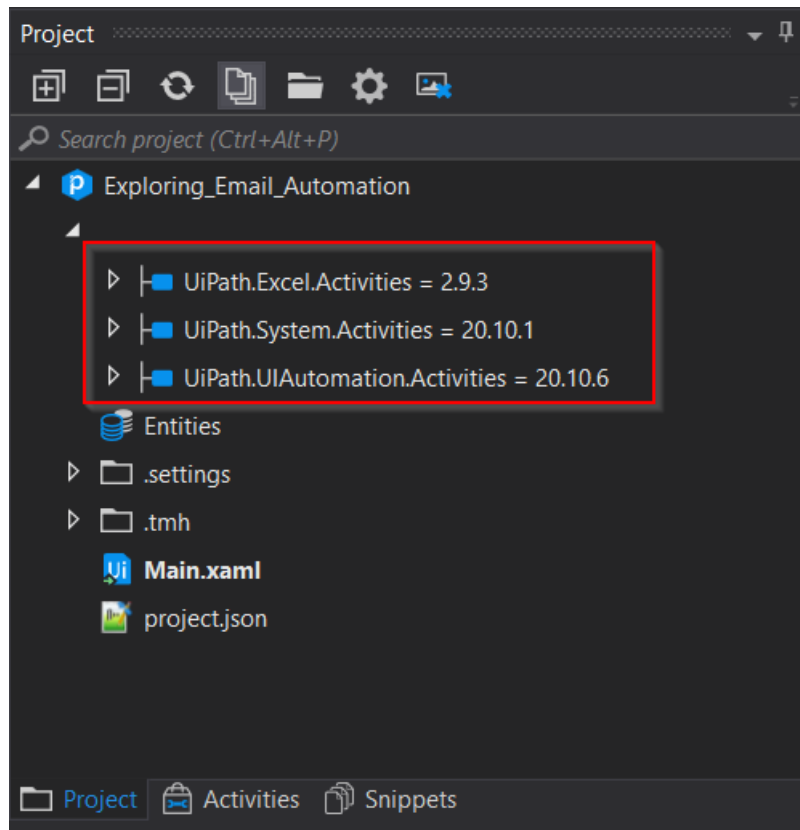 Project
Search project (Ctrl+Alt+P)
Exploring_Email_Automation
UiPath.Excel.Activities = 2.9.3
UiPath.System.Activities = 20.10.1
UiPath.UIAutomation.Activities = 20.10.6
Entities
.settings
.tmh
Ui Main.xaml
project.json
Project Activities Snippets